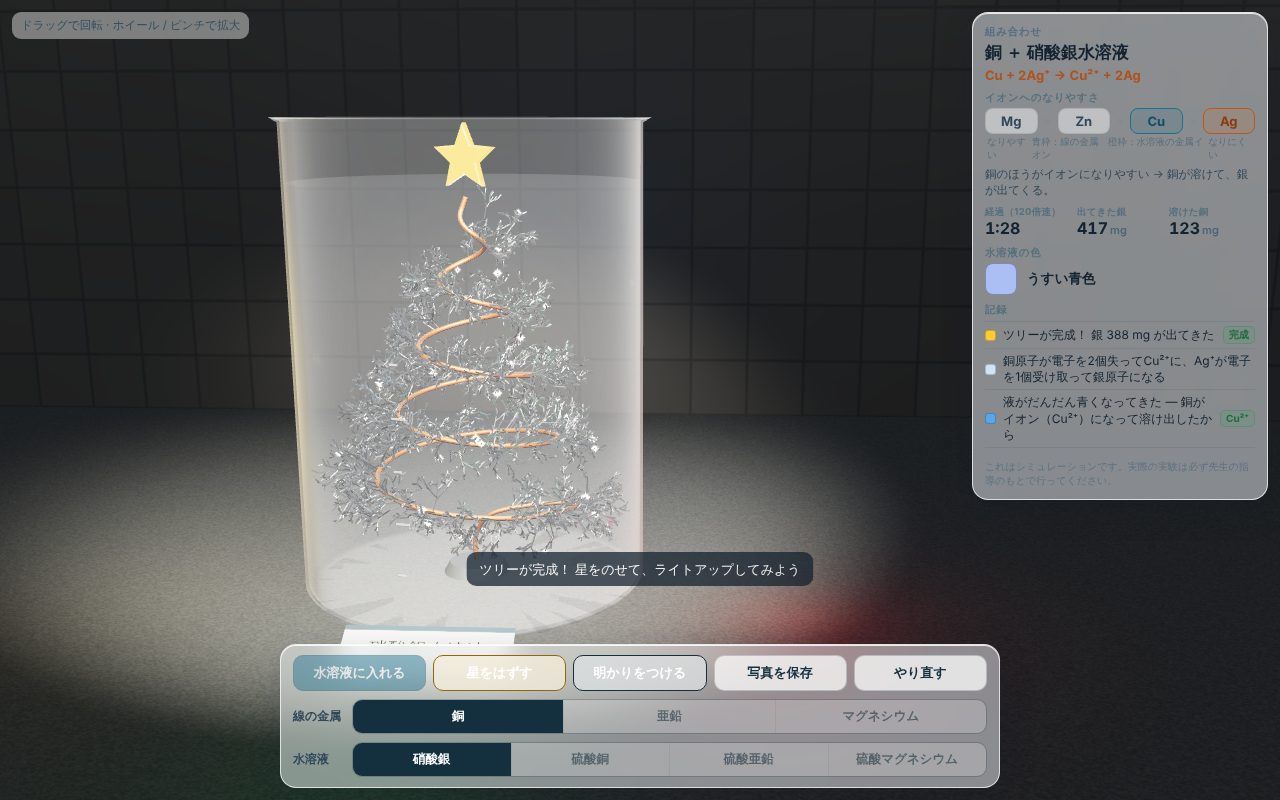 ドラッグで回転 · ホイール / ピンチで拡大
組み合わせ
銅 ＋ 硝酸銀水溶液
Cu + 2Ag⁺ → Cu²⁺ + 2Ag
イオンへのなりやすさ
Mg Zn Cu Ag
なりやすい 青枠：線の金属 橙枠：水溶液の金属イオン なりにくい
銅のほうがイオンになりやすい → 銅が溶けて、銀
が出てくる。
経過（120倍速） 出てきた銀 溶けた銅
1:28 417 mg 123 mg
水溶液の色
うすい青色
記録
ツリーが完成！ 銀 388 mg が出てきた 完成
銅原子が電子を2個失ってCu²⁺に、Ag⁺が電子
を1個受け取って銀原子になる
液がだんだん青くなってきた — 銅が
イオン（Cu²⁺）になって溶け出したか Cu²⁺
ら
これはシミュレーションです。実際の実験は必ず先生の指
導のもとで行ってください。
ツリーが完成！ 星をのせて、ライトアップしてみよう
水溶液に入れる 星をはずす 明かりをつける 写真を保存 やり直す
線の金属 銅 亜鉛 マグネシウム
水溶液 硝酸銀 硫酸銅 硫酸亜鉛 硫酸マグネシウム